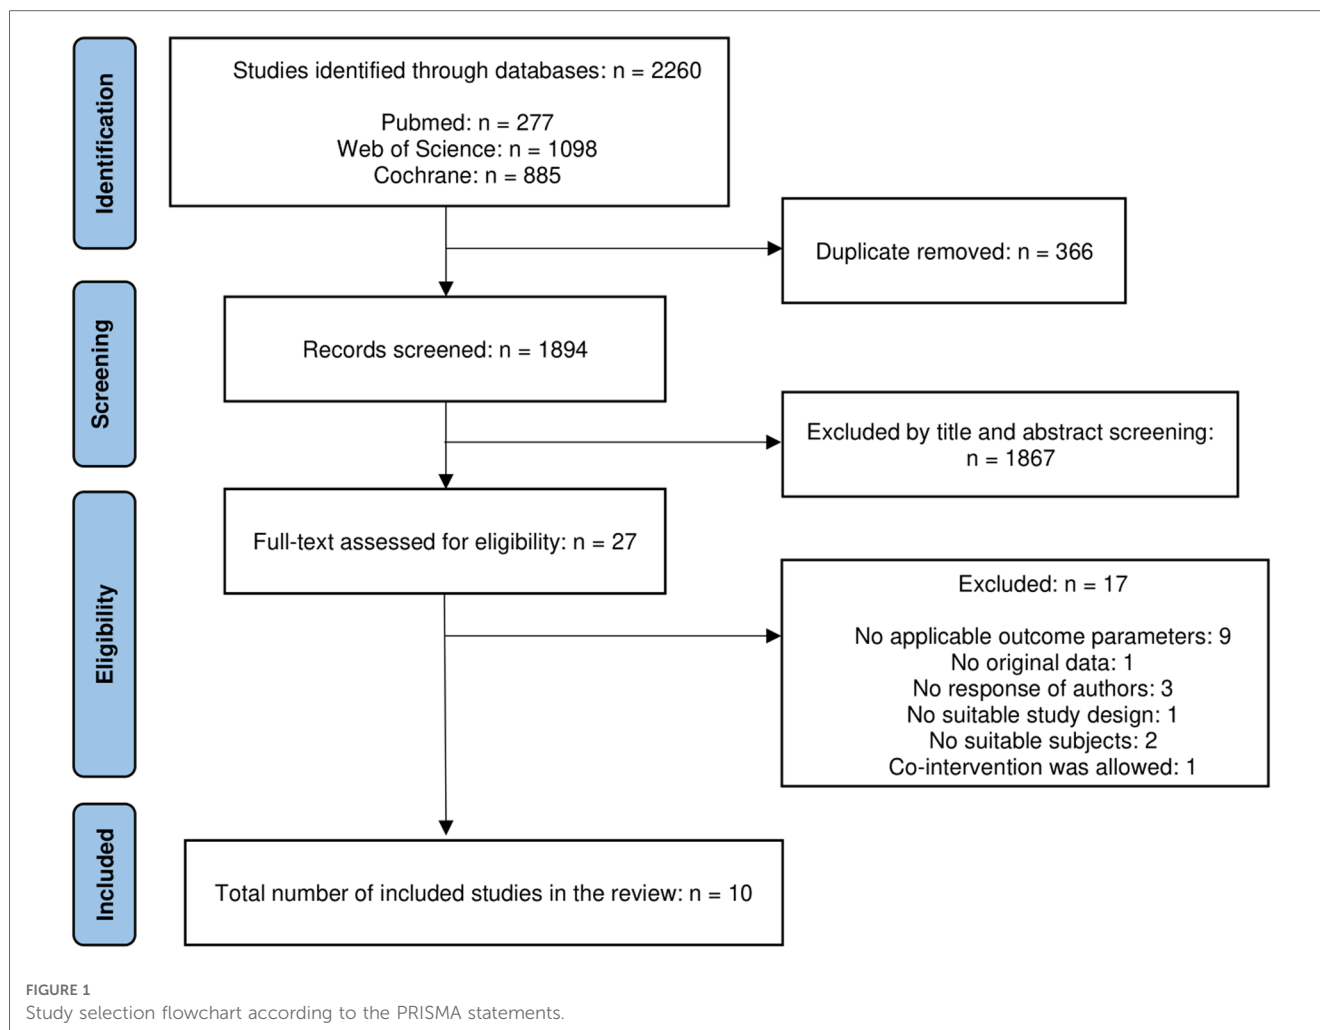 Identification
Studies identified through databases: n = 2260
Pubmed: n = 277
Web of Science: n = 1098
Cochrane: n = 885
Duplicate removed: n = 366
Screening
Records screened: n = 1894
Excluded by title and abstract screening:
n = 1867
Eligibility
Full-text assessed for eligibility: n = 27
Excluded: n = 17
No applicable outcome parameters: 9
No original data: 1
No response of authors: 3
No suitable study design: 1
No suitable subjects: 2
Co-intervention was allowed: 1
Included
Total number of included studies in the review: n = 10
FIGURE 1
Study selection flowchart according to the PRISMA statements.